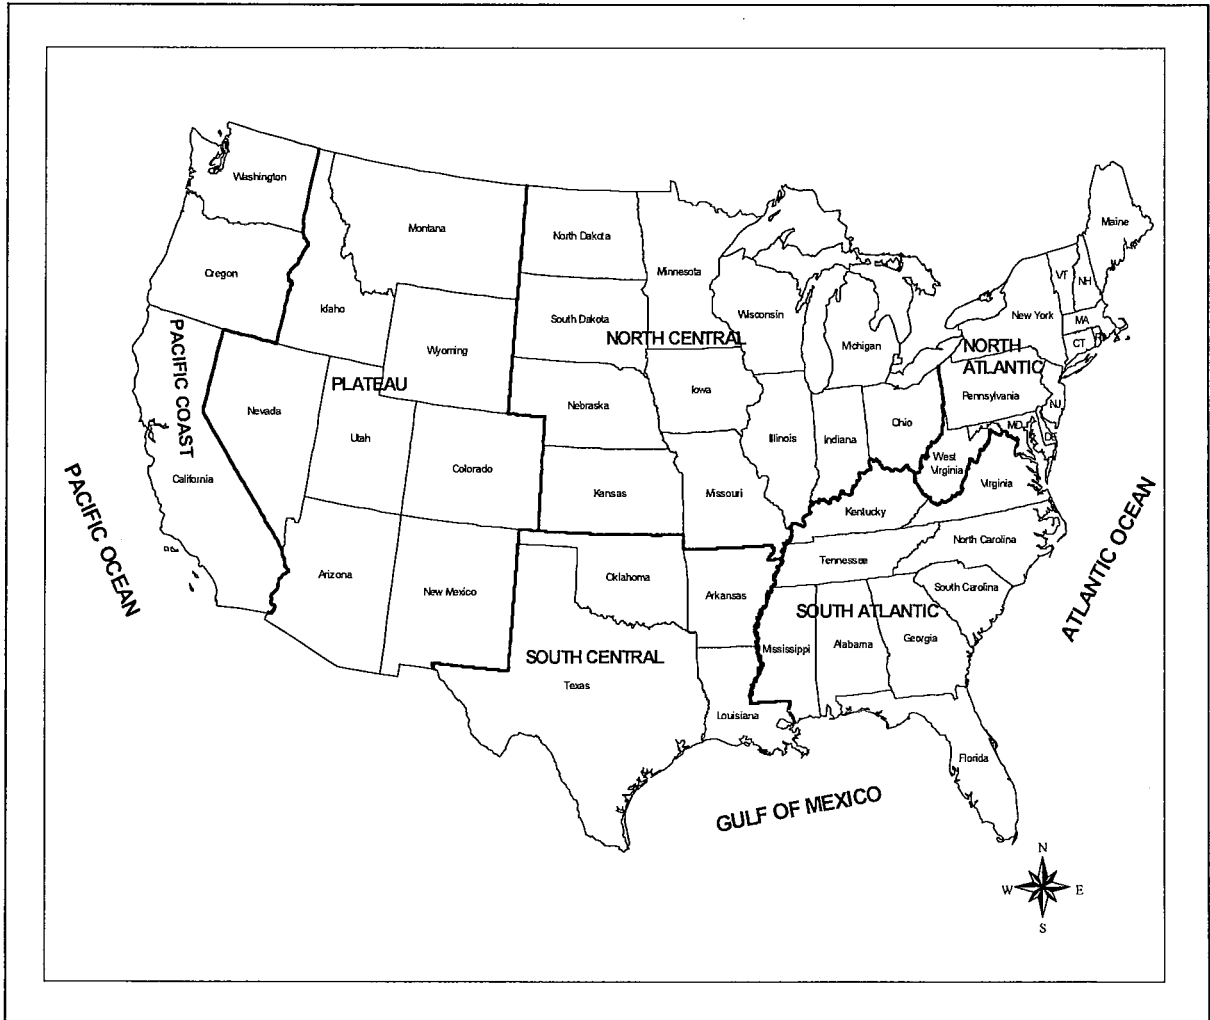 Washington
Maine
Montana
North Dakota
Oregon
Minnesota
VT
NH
Idaho
South Dakota
Wisconsin
New York
MA
PACIFIC COAST
NORTH CENTRAL
Michigan
NORTH
ATLANTIC
CT
RI
Wyoming
PLATEAU
Iowa
Pennsylvania
Nebraska
NJ
Nevada
Ohio
MD
DE
Utah
Illinois
Indiana
West
Virginia
Colorado
California
Kansas
Missouri
Virginia
PACIFIC OCEAN
Kentucky
ATLANTIC OCEAN
North Carolina
Tennessee
Arizona
Oklahoma
New Mexico
Arkansas
South Carolina
SOUTH ATLANTIC
Mississippi
Alabama
Georgia
SOUTH CENTRAL
Texas
Louisiana
Florida
GULF OF MEXICO
N
W
E
S